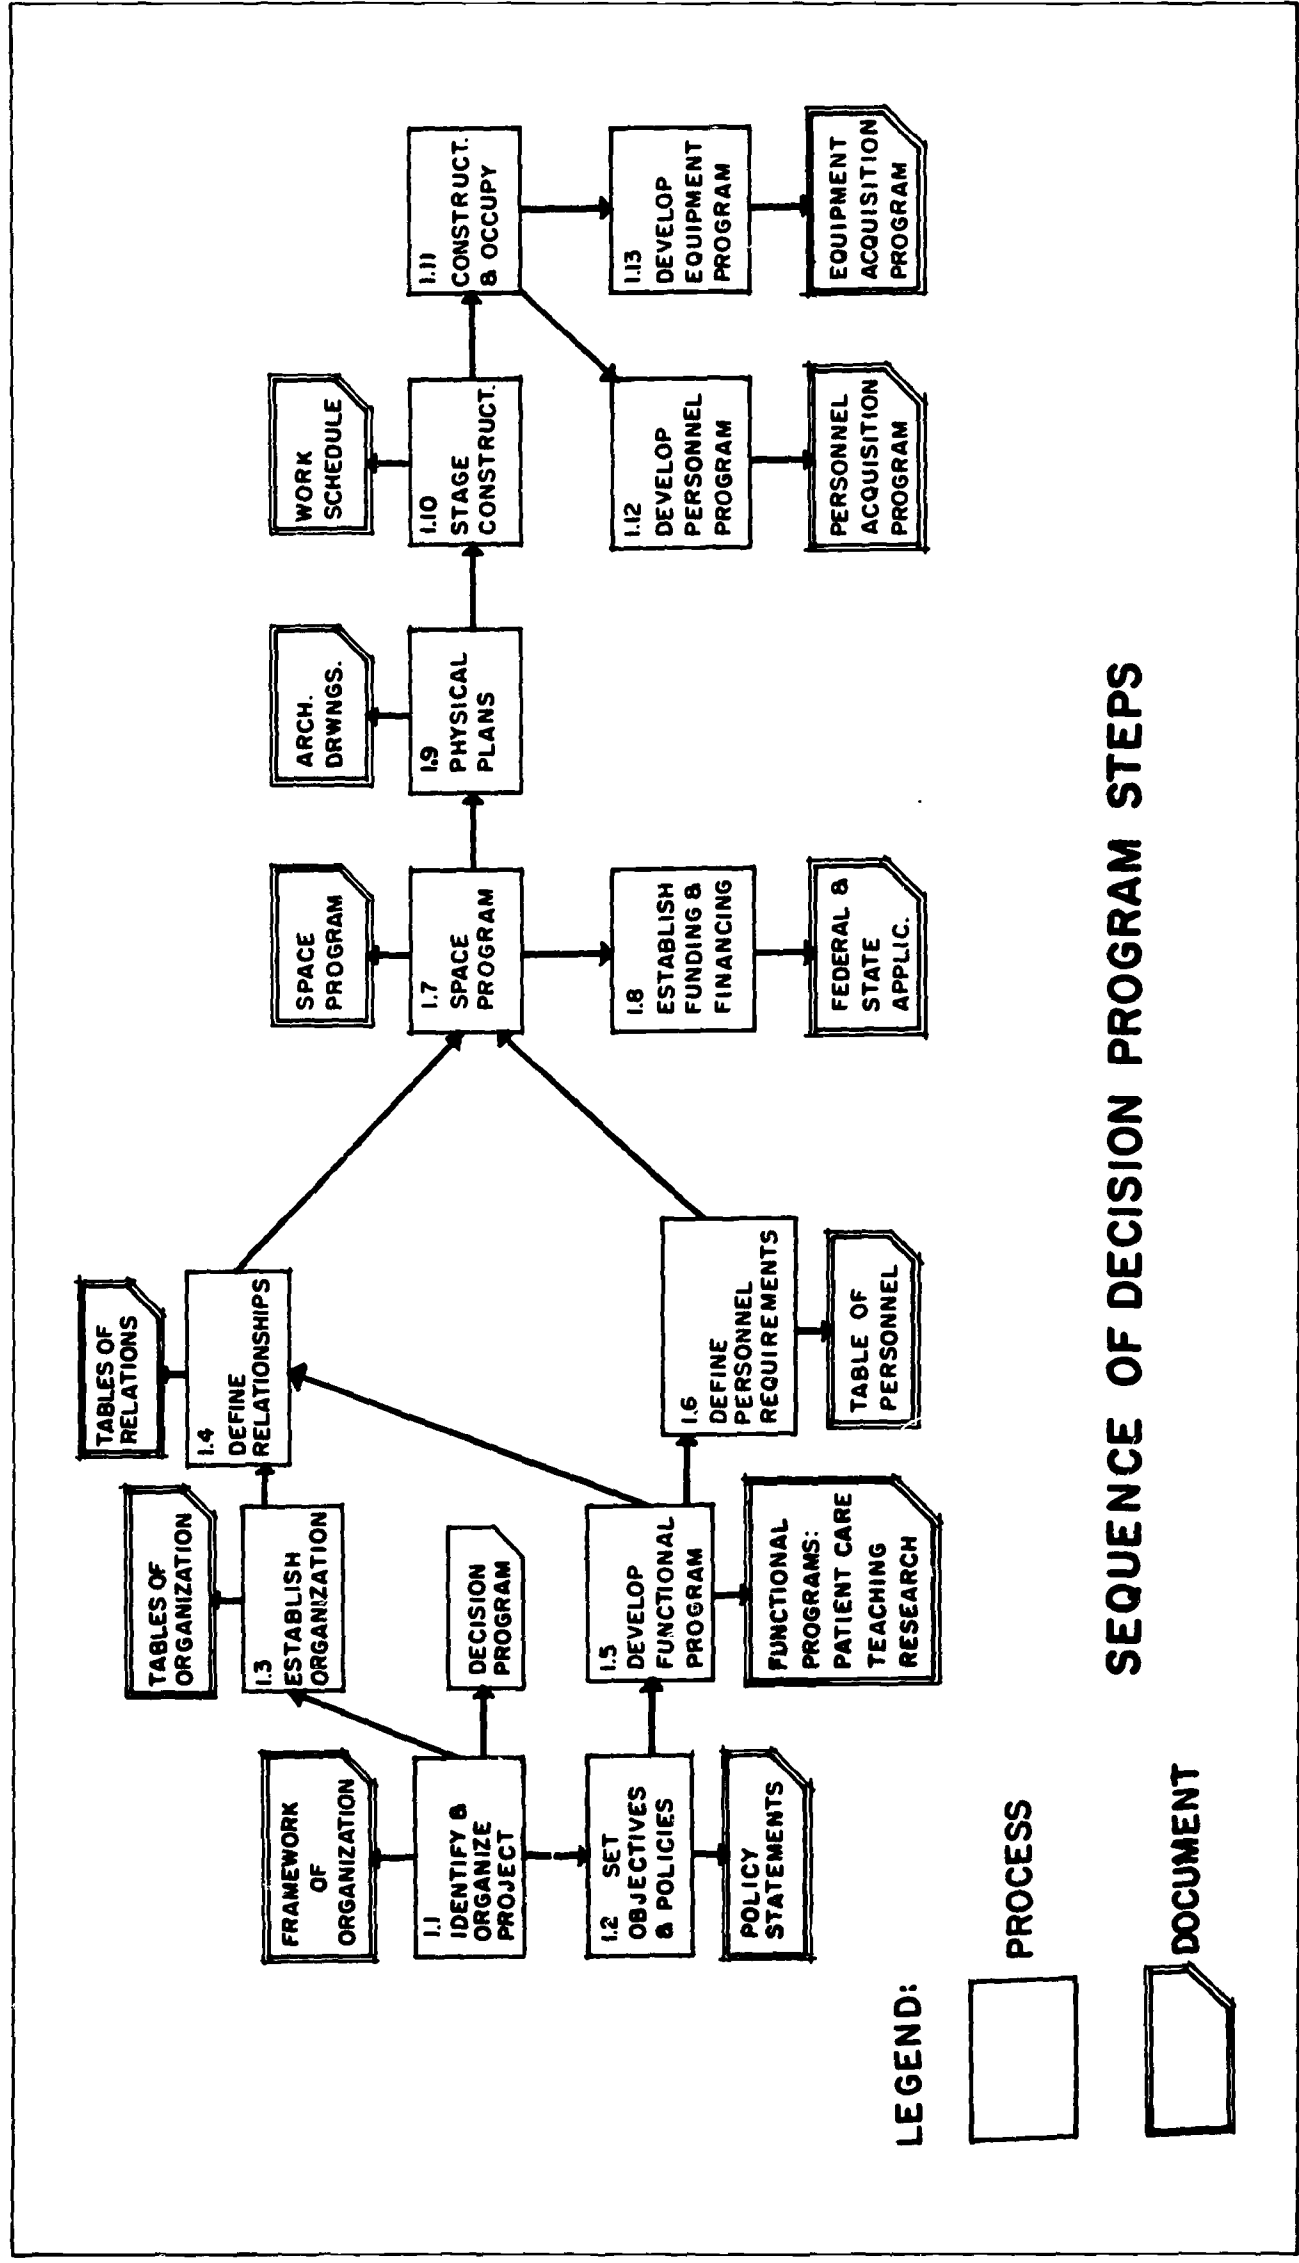 FRAMEWORK
OF
ORGANIZATION
1.1
IDENTIFY &
ORGANIZE
PROJECT
1.2 SET
OBJECTIVES
& POLICIES
POLICY
STATEMENTS
TABLES OF
ORGANIZATION
1.3
ESTABLISH
ORGANIZATION
DECISION
PROGRAM
1.5
DEVELOP
FUNCTIONAL
PROGRAM
FUNCTIONAL
PROGRAMS:
PATIENT CARE
TEACHING
RESEARCH
TABLES OF
RELATIONS
1.4
DEFINE
RELATIONSHIPS
1.6
DEFINE
PERSONNEL
REQUIREMENTS
TABLE OF
PERSONNEL
SPACE
PROGRAM
1.7
SPACE
PROGRAM
1.8
ESTABLISH
FUNDING &
FINANCING
FEDERAL &
STATE
APPLIC.
ARCH.
DRWNGS.
1.9
PHYSICAL
PLANS
WORK
SCHEDULE
1.10
STAGE
CONSTRUCT.
1.11
CONSTRUCT.
& OCCUPY
1.12
DEVELOP
PERSONNEL
PROGRAM
PERSONNEL
ACQUISITION
PROGRAM
1.13
DEVELOP
EQUIPMENT
PROGRAM
EQUIPMENT
ACQUISITION
PROGRAM
LEGEND:
PROCESS
DOCUMENT
SEQUENCE OF DECISION PROGRAM STEPS